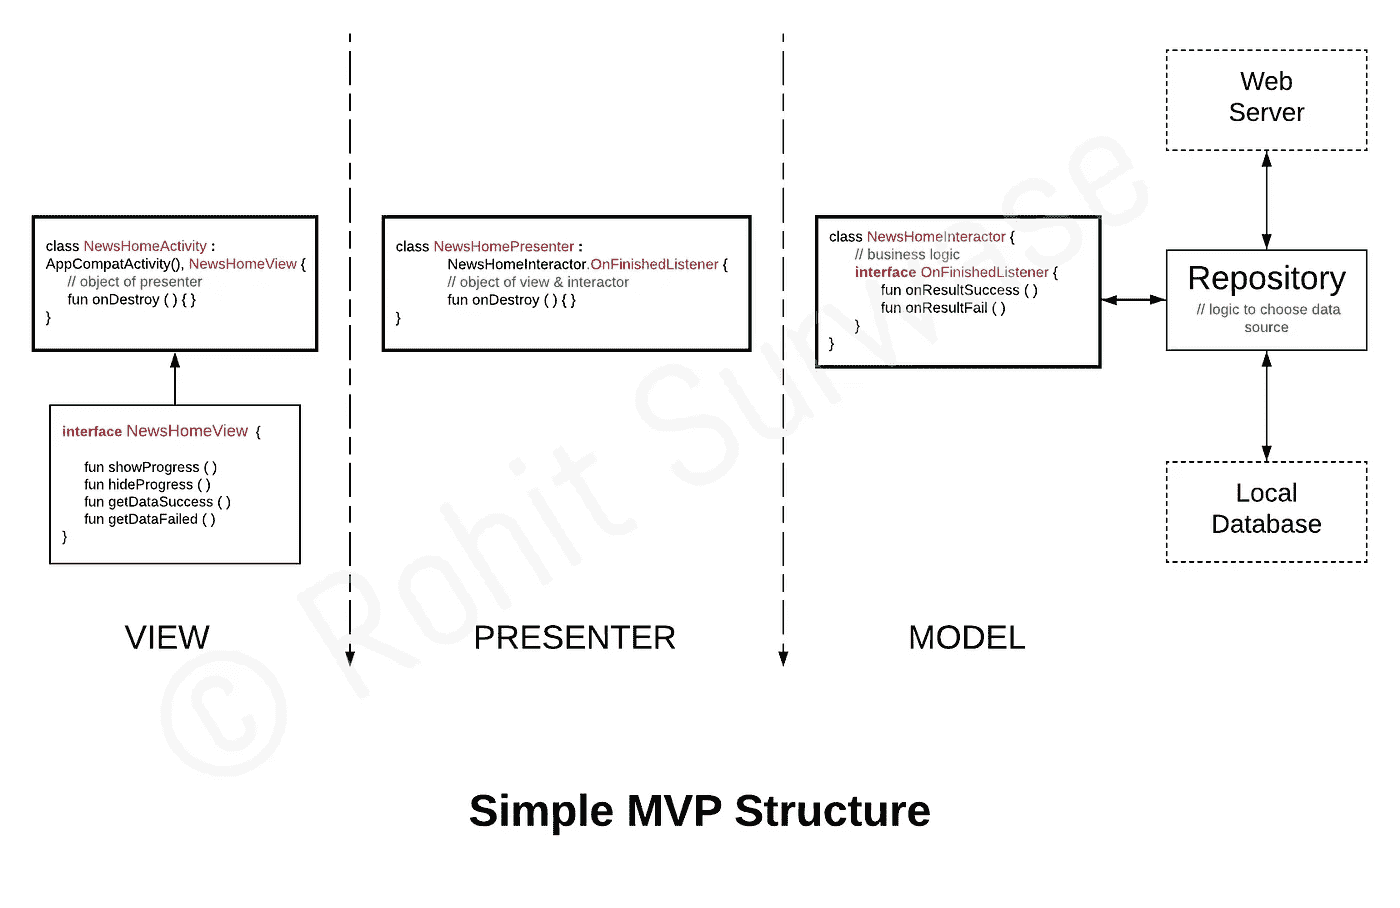 class NewsHomeActivity :
AppCompatActivity(), NewsHomeView {
// object of presenter
fun onDestroy ( ) { }
}
interface NewsHomeView {
fun showProgress ( )
fun hideProgress ( )
fun getDataSuccess ( )
fun getDataFailed ( )
}
VIEW
class NewsHomePresenter :
NewsHomeInteractor.OnFinishedListener {
// object of view & interactor
fun onDestroy ( ) { }
}
PRESENTER
class NewsHomeInteractor {
// business logic
interface OnFinishedListener {
fun onResultSuccess ( )
fun onResultFail ( )
}
}
MODEL
Web
Server
Repository
// logic to choose data
source
Local
Database
Simple MVP Structure
© Rohit Surwase